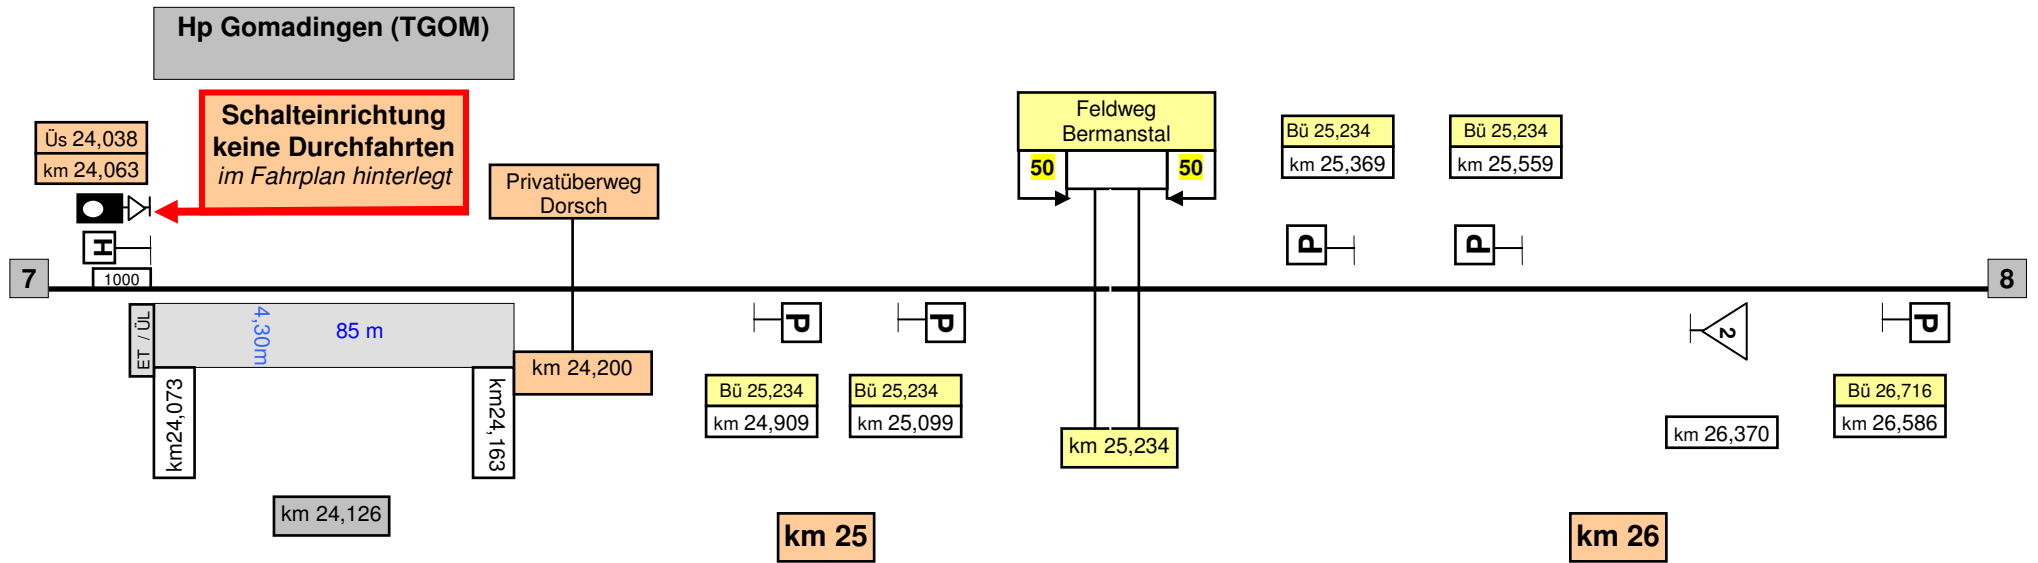 Hp Gomadingen (TGOM)
Schalteinrichtung
keine Durchfahrten
im Fahrplan hinterlegt
Üs 24,038
km 24,063
H
1000
7
Privatüberweg
Dorsch
Feldweg
Bermanstal
50
50
Bü 25,234
km 25,369
Bü 25,234
km 25,559
P
P
8
ET / ÜL
4,30m
85 m
km24,073
km24,163
km 24,200
P
P
Bü 25,234
km 24,909
Bü 25,234
km 25,099
km 25,234
2
km 26,370
P
Bü 26,716
km 26,586
km 24,126
km 25
km 26